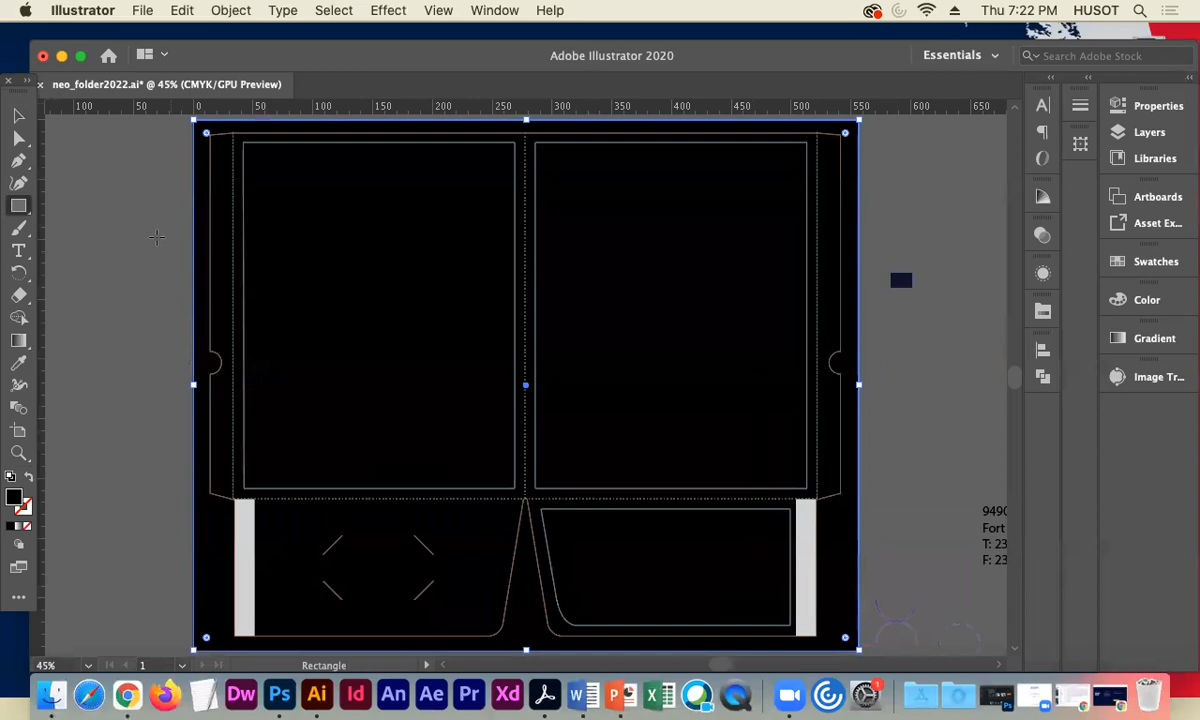 Illustrator File Edit Object Type Select Effect View Window Help
Thu 7:22 PM HUSOT
Adobe Illustrator 2020
Essentials
Search Adobe Stock
neo_folder2022.ai* @ 45% (CMYK/GPU Preview)
100 50 0 50 100 150 200 250 300 350 400 450 500 550 600 650
Properties
Layers
Libraries
Artboards
Asset Ex...
Swatches
Color
Gradient
Image Tr...
9490
Fort
T: 23
F: 23
45% 1 Rectangle
Dw Ps Ai Id An Ae Pr Xd W P X 1